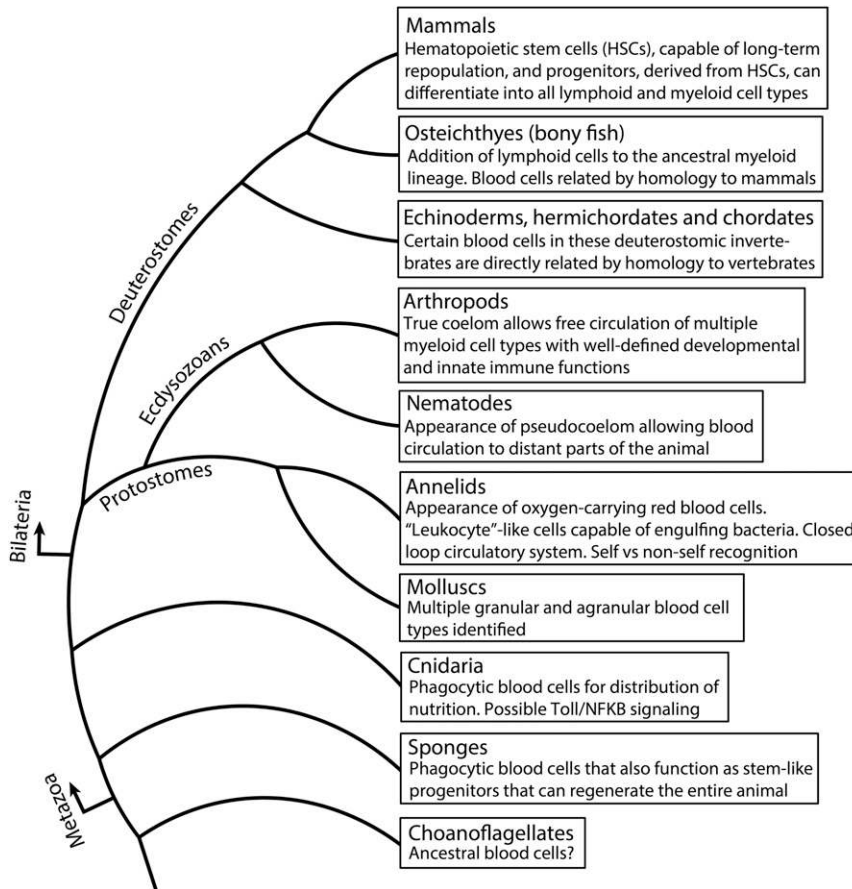 Mammals
Hematopoietic stem cells (HSCs), capable of long-term
repopulation, and progenitors, derived from HSCs, can
differentiate into all lymphoid and myeloid cell types
Osteichthyes (bony fish)
Addition of lymphoid cells to the ancestral myeloid
lineage. Blood cells related by homology to mammals
Echinoderms, hermichordates and chordates
Certain blood cells in these deuterostomic inverte-
brates are directly related by homology to vertebrates
Deuterostomes
Arthropods
True coelom allows free circulation of multiple
myeloid cell types with well-defined developmental
and innate immune functions
Ecdysozoans
Nematodes
Appearance of pseudocoelom allowing blood
circulation to distant parts of the animal
Protostomes
Annelids
Appearance of oxygen-carrying red blood cells.
“Leukocyte”-like cells capable of engulfing bacteria. Closed
loop circulatory system. Self vs non-self recognition
Bilateria
Molluscs
Multiple granular and agranular blood cell
types identified
Cnidaria
Phagocytic blood cells for distribution of
nutrition. Possible Toll/NFKB signaling
Sponges
Phagocytic blood cells that also function as stem-like
progenitors that can regenerate the entire animal
Metazoa
Choanoflagellates
Ancestral blood cells?